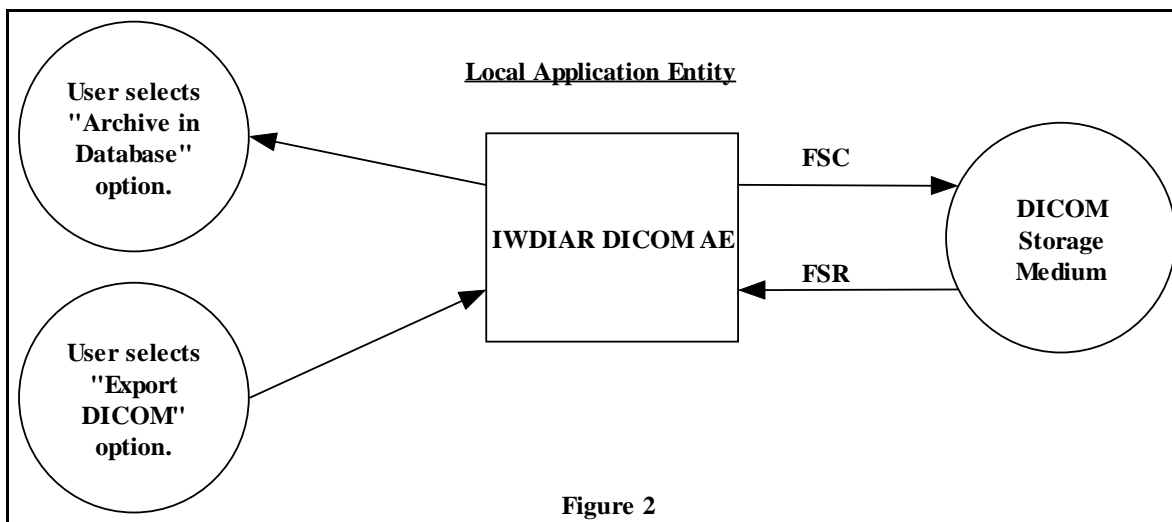 Local Application Entity
User selects
"Archive in
Database"
option.
FSC
IWDIAR DICOM AE
DICOM
Storage
Medium
FSR
User selects
"Export
DICOM"
option.
Figure 2